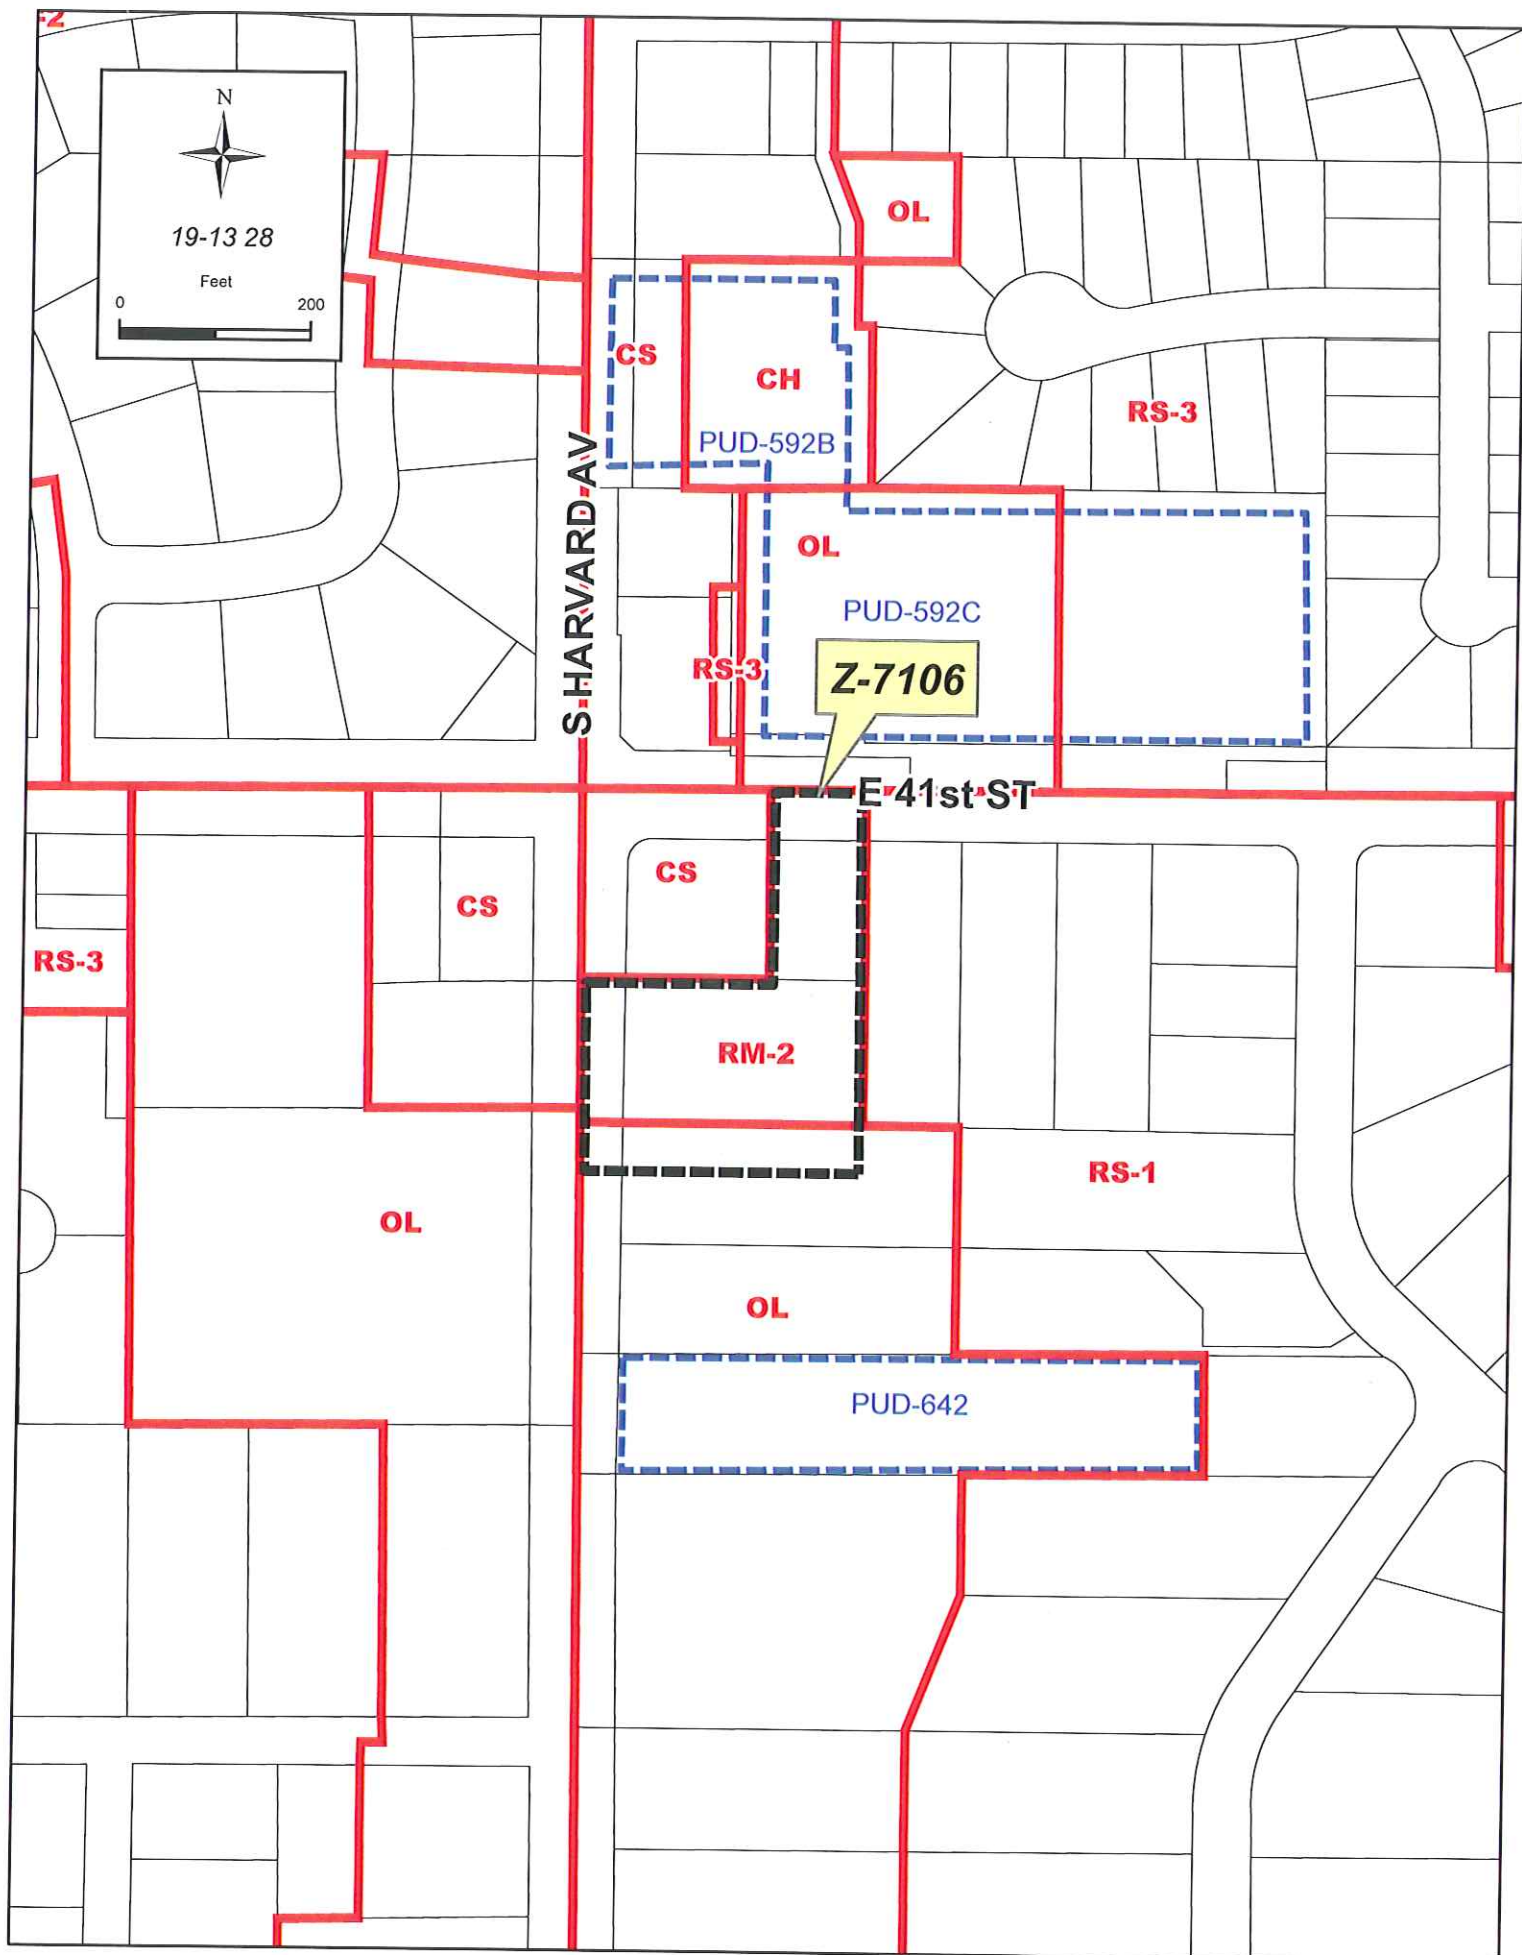 -2
N
19-13 28
Feet
0 200
OL
CS
CH
PUD-592B
RS-3
S HARVARD AV
OL
PUD-592C
RS-3
Z-7106
E 41st ST
CS
CS
RS-3
RM-2
RS-1
OL
OL
PUD-642